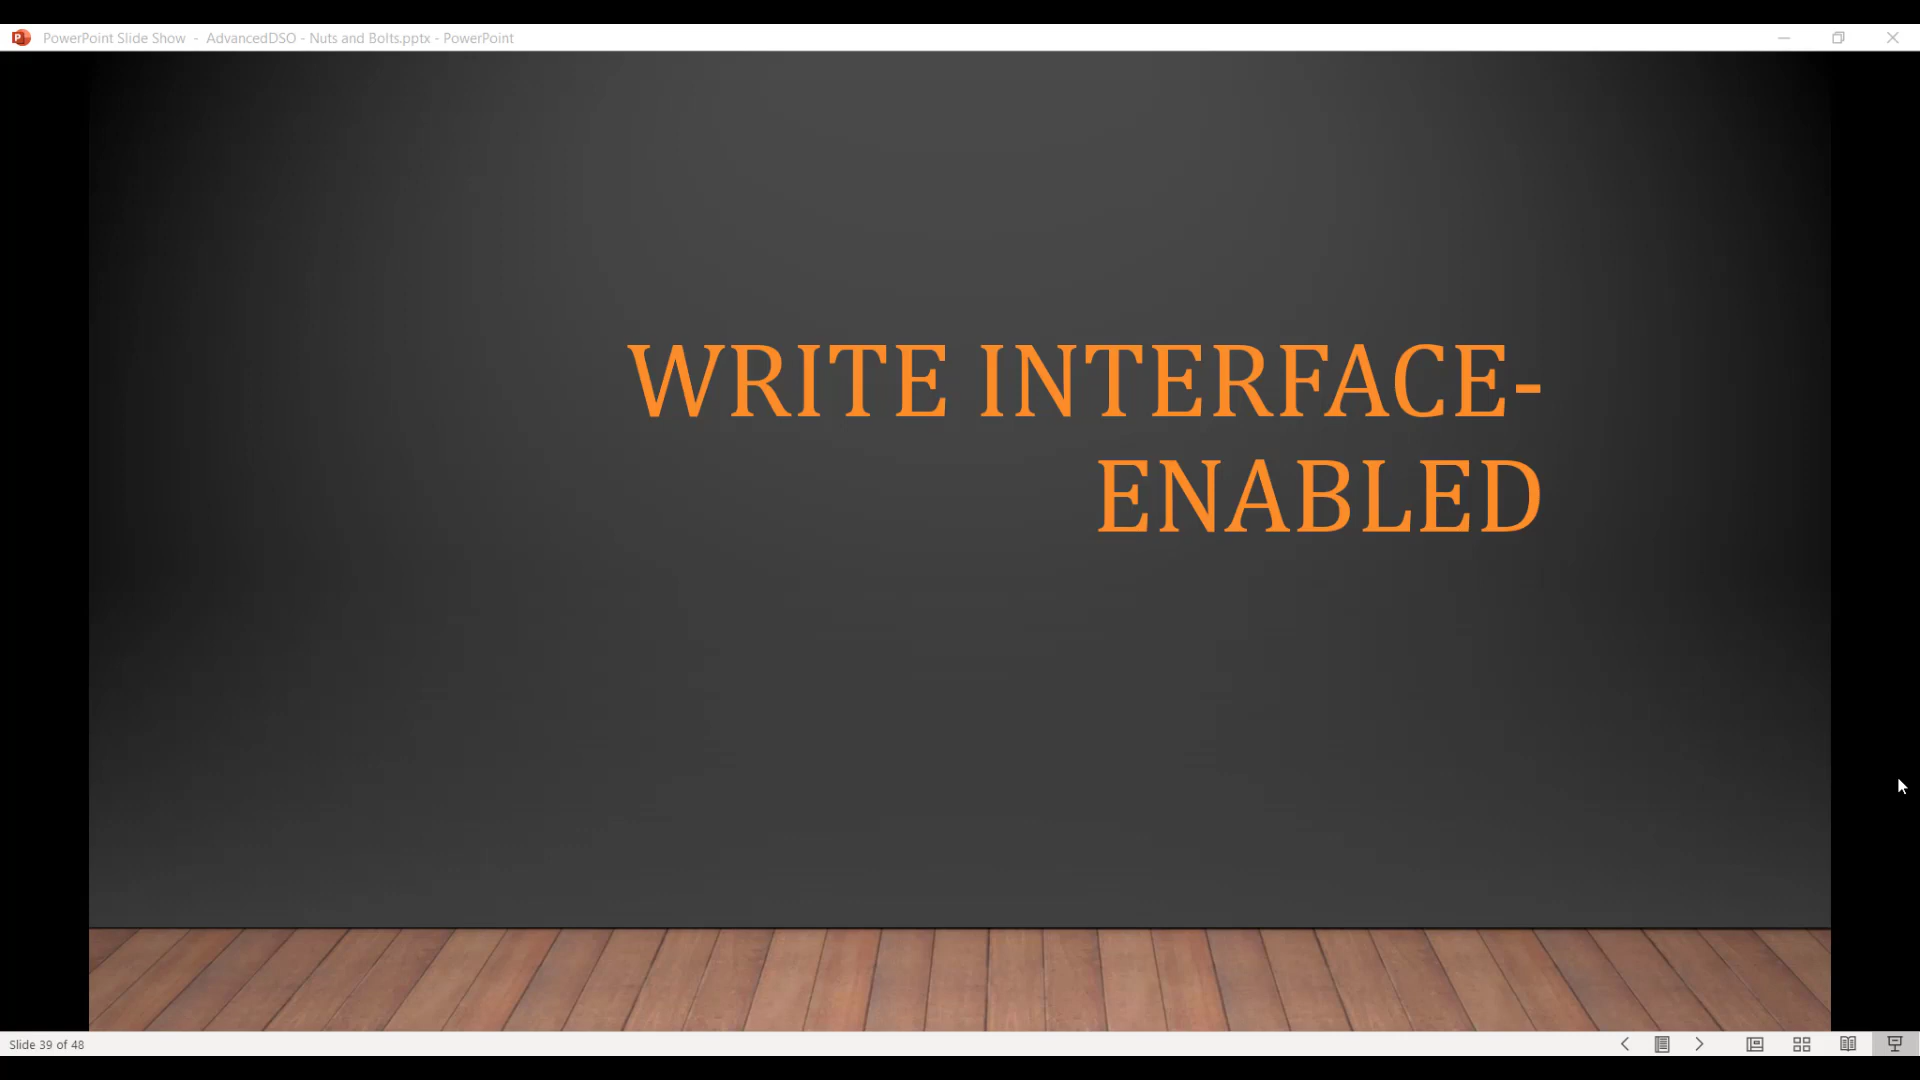 PowerPoint Slide Show - AdvancedDSO - Nuts and Bolts.pptx - PowerPoint
WRITE INTERFACE-
ENABLED
Slide 39 of 48